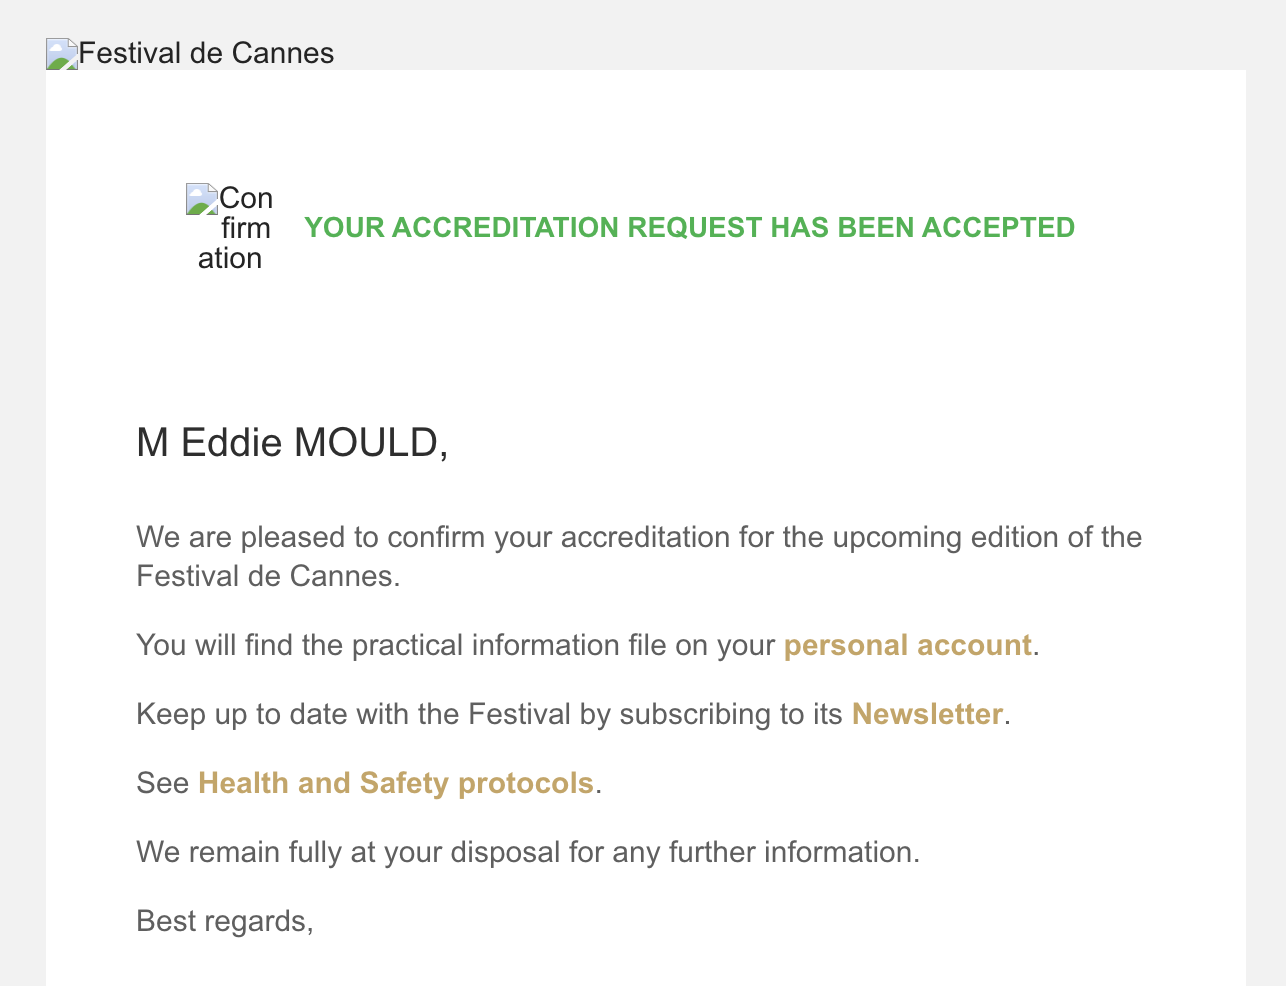 Festival de Cannes
Con
firm
ation
YOUR ACCREDITATION REQUEST HAS BEEN ACCEPTED
M Eddie MOULD,
We are pleased to confirm your accreditation for the upcoming edition of the
Festival de Cannes.
You will find the practical information file on your personal account.
Keep up to date with the Festival by subscribing to its Newsletter.
See Health and Safety protocols.
We remain fully at your disposal for any further information.
Best regards,